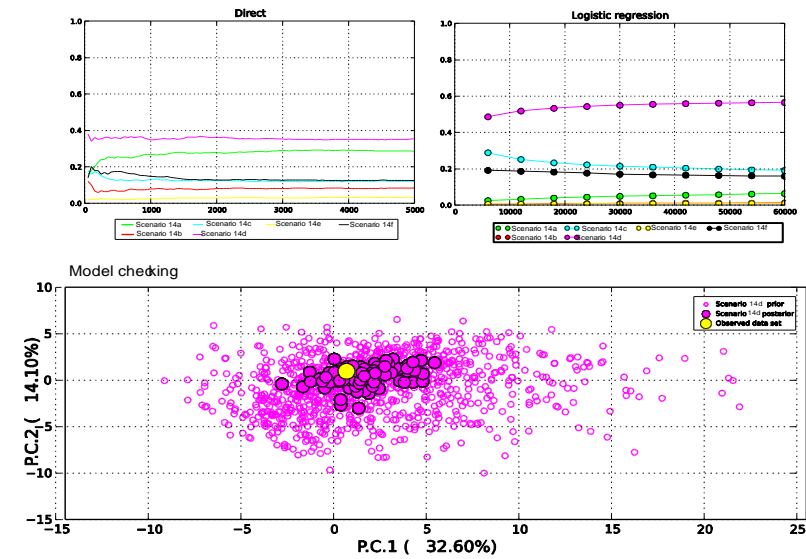 Direct
1.0
0.8
0.6
0.4
0.2
0.0
0
1000
2000
3000
4000
5000
Scenario 14a
Scenario 14c
Scenario 14e
Scenario 14f
Scenario 14b
Scenario 14d
Logistic regression
1.0
0.8
0.6
0.4
0.2
0.0
0
10000
20000
30000
40000
50000
60000
Scenario 14a
Scenario 14c
Scenario 14e
Scenario 14f
Scenario 14b
Scenario 14d
Model checking
10
5
0
−5
−10
−15
P.C.2 ( 14.10%)
Scenario 14d prior
Scenario 14d posterior
Observed data set
−15
−10
−5
0
5
10
15
20
25
P.C.1 ( 32.60%)